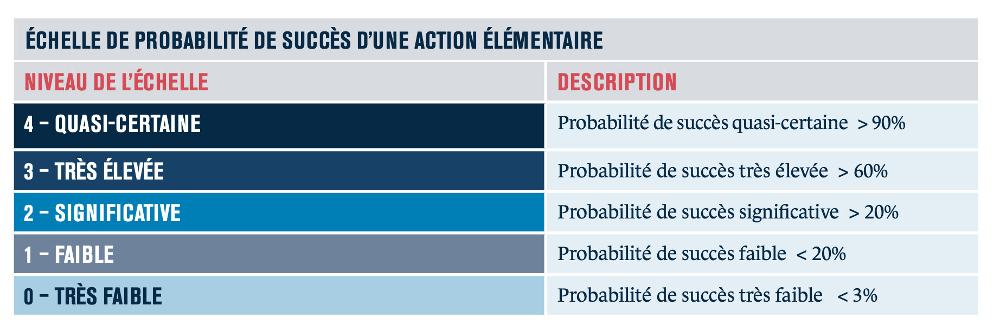 ÉCHELLE DE PROBABILITÉ DE SUCCÈS D’UNE ACTION ÉLÉMENTAIRE
NIVEAU DE L’ÉCHELLE DESCRIPTION
4 – QUASI-CERTAINE Probabilité de succès quasi-certaine > 90%
3 – TRÈS ÉLEVÉE Probabilité de succès très élevée > 60%
2 – SIGNIFICATIVE Probabilité de succès significative > 20%
1 – FAIBLE Probabilité de succès faible < 20%
0 – TRÈS FAIBLE Probabilité de succès très faible < 3%